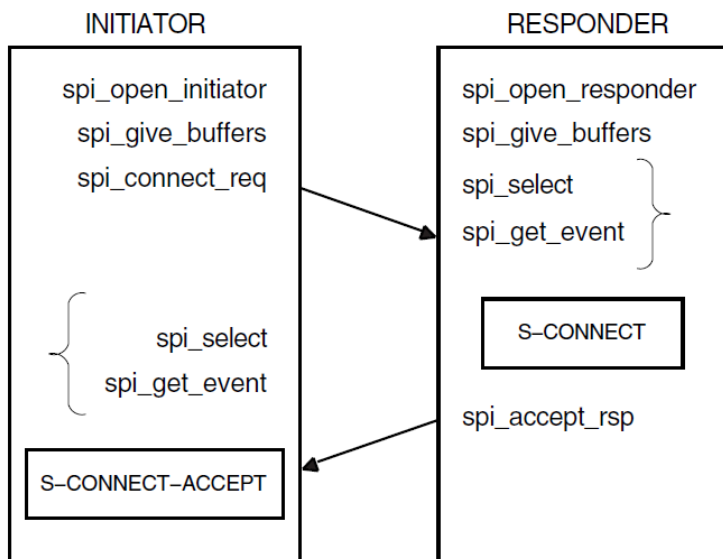 INITIATOR
spi_open_initiator
spi_give_buffers
spi_connect_req
spi_select
spi_get_event
S–CONNECT–ACCEPT
RESPONDER
spi_open_responder
spi_give_buffers
spi_select
spi_get_event
S–CONNECT
spi_accept_rsp